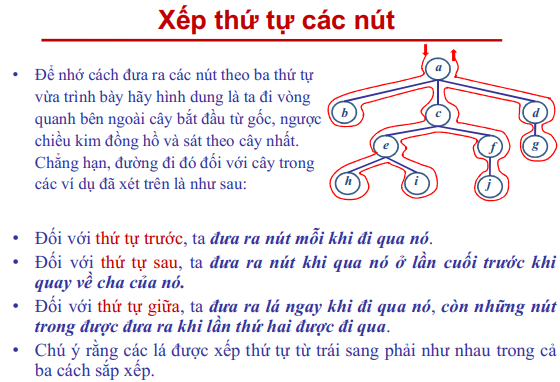 Xếp thứ tự các nút
• Để nhớ cách đưa ra các nút theo ba thứ tự
vừa trình bày hãy hình dung là ta đi vòng
quanh bên ngoài cây bắt đầu từ gốc, ngược
chiều kim đồng hồ và sát theo cây nhất.
Chẳng hạn, đường đi đó đối với cây trong
các ví dụ đã xét trên là như sau:
a
b
c
d
e
f
g
h
i
j
• Đối với thứ tự trước, ta đưa ra nút mỗi khi đi qua nó.
• Đối với thứ tự sau, ta đưa ra nút khi qua nó ở lần cuối trước khi
quay về cha của nó.
• Đối với thứ tự giữa, ta đưa ra lá ngay khi đi qua nó, còn những nút
trong được đưa ra khi lần thứ hai được đi qua.
• Chú ý rằng các lá được xếp thứ tự từ trái sang phải như nhau trong cả
ba cách sắp xếp.